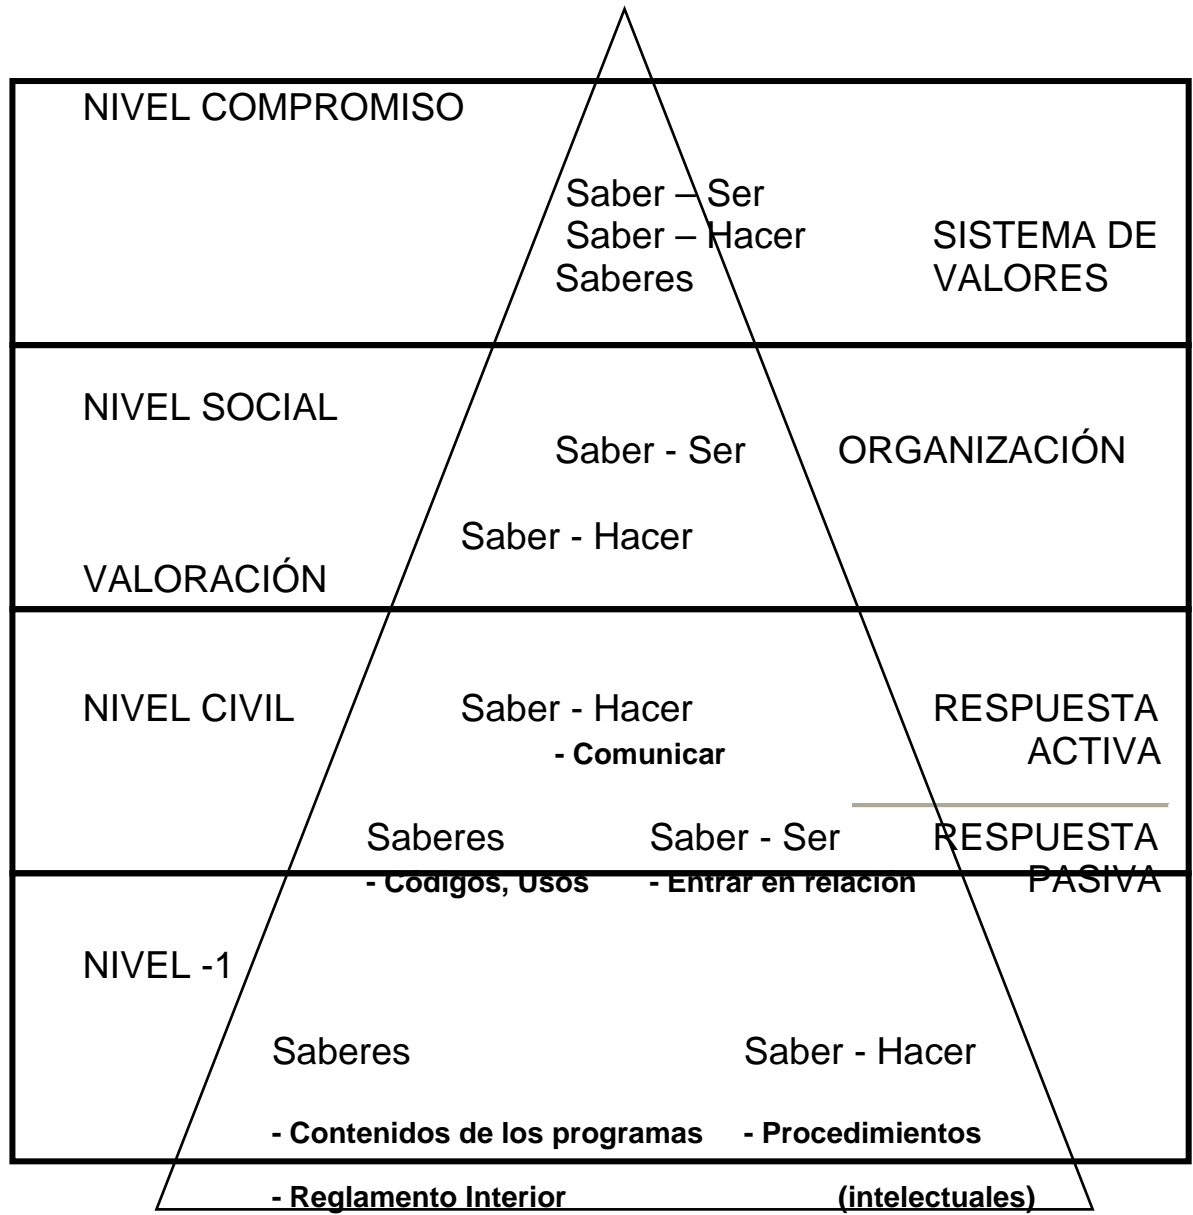 NIVEL COMPROMISO
Saber – Ser
Saber – Hacer SISTEMA DE
Saberes VALORES
NIVEL SOCIAL
Saber - Ser ORGANIZACIÓN
Saber - Hacer
VALORACIÓN
NIVEL CIVIL Saber - Hacer RESPUESTA
- Comunicar ACTIVA
Saberes Saber - Ser RESPUESTA
- Códigos, Usos - Entrar en relación PASIVA
NIVEL -1
Saberes Saber - Hacer
- Contenidos de los programas - Procedimientos
- Reglamento Interior (intelectuales)